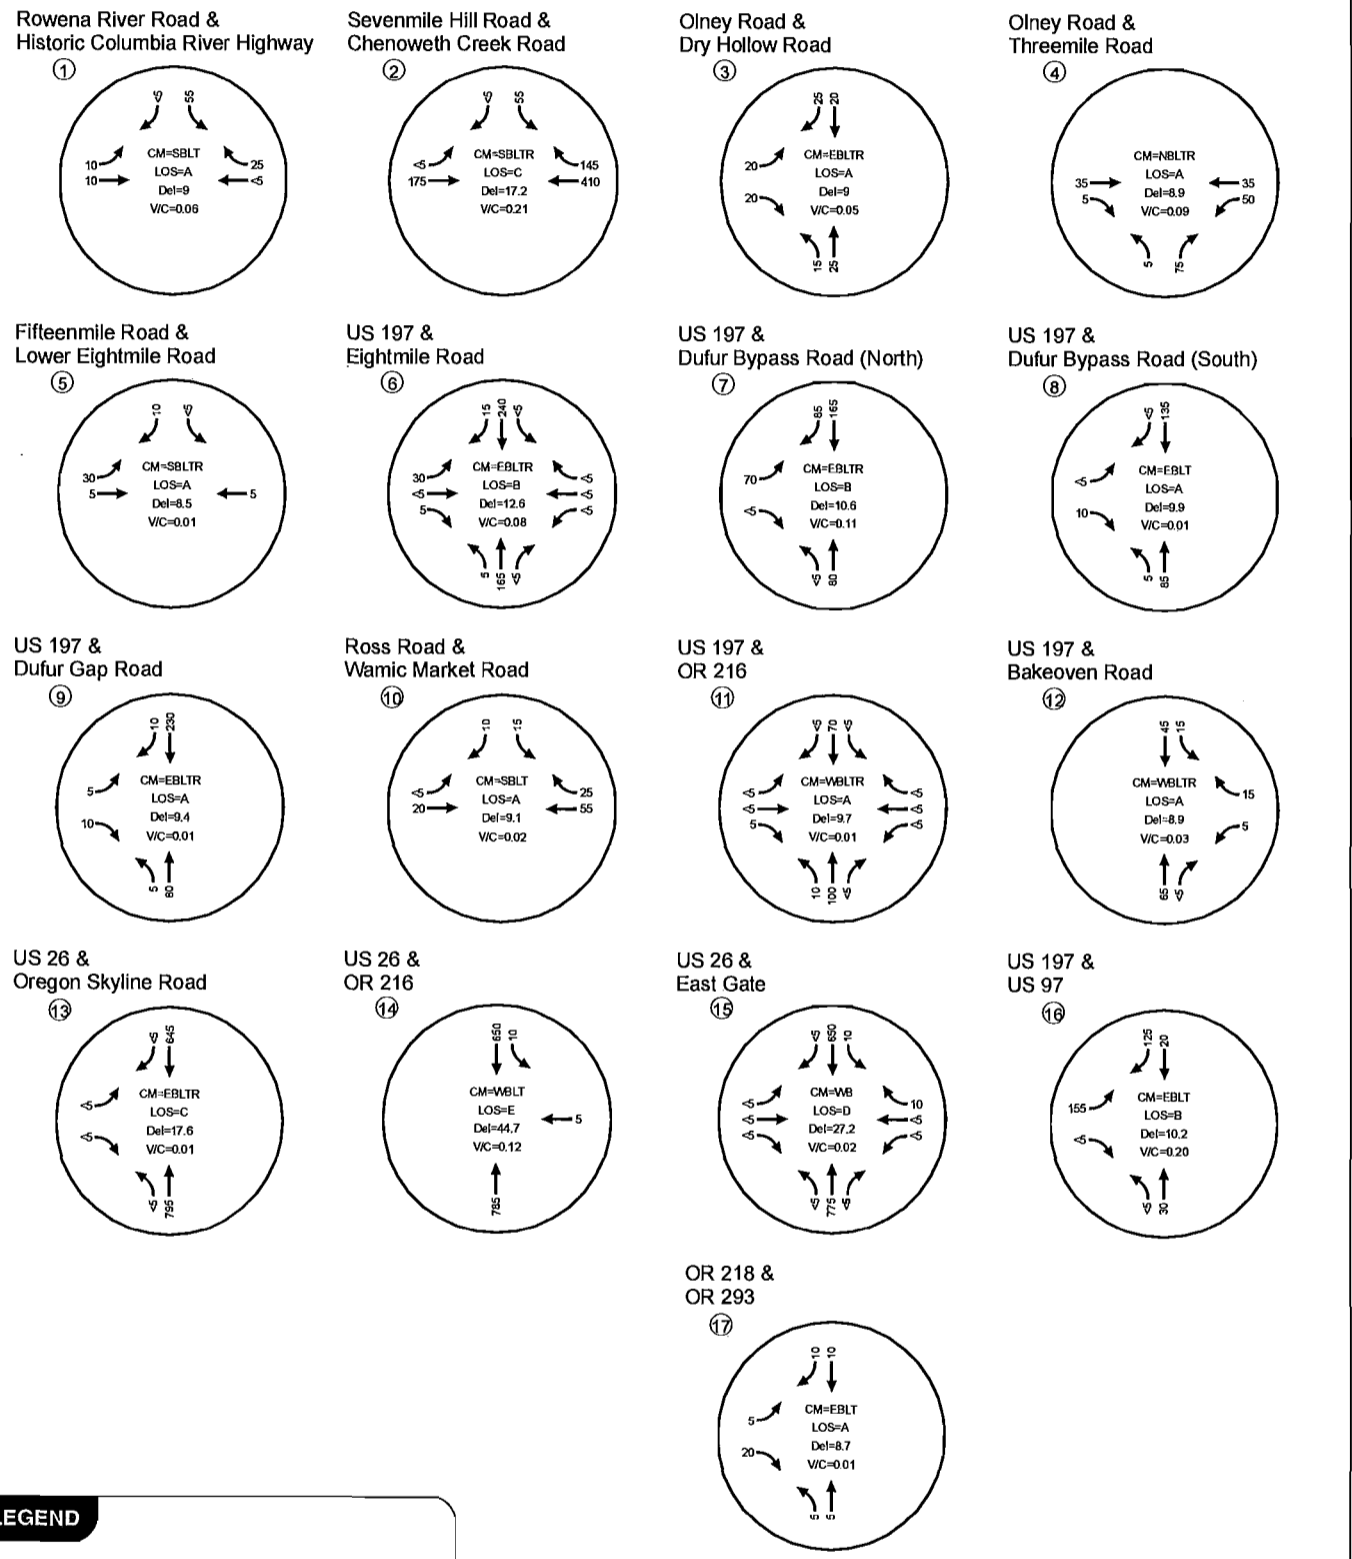 Rowena River Road &
Historic Columbia River Highway
1
<5 55
CM=SBLT
LOS=A
Del=9
V/C=0.06
10
10
25
<5
Sevenmile Hill Road &
Chenoweth Creek Road
2
<5 55
CM=SBLTR
LOS=C
Del=17.2
V/C=0.21
<5
175
145
410
Olney Road &
Dry Hollow Road
3
25 20
CM=EBLTR
LOS=A
Del=9
V/C=0.05
20
20
15 25
Olney Road &
Threemile Road
4
CM=NBLTR
LOS=A
Del=8.9
V/C=0.09
35
5
35
50
5 75
Fifteenmile Road &
Lower Eightmile Road
5
10 <5
CM=SBLTR
LOS=A
Del=8.5
V/C=0.01
30
5
5
US 197 &
Eightmile Road
6
15 240 <5
CM=EBLTR
LOS=B
Del=12.6
V/C=0.08
30
<5
5
<5
<5
<5
5 165 <5
US 197 &
Dufur Bypass Road (North)
7
85 165
CM=EBLTR
LOS=B
Del=10.6
V/C=0.11
70
<5
<5 80
US 197 &
Dufur Bypass Road (South)
8
<5 135
CM=EBLT
LOS=A
Del=9.9
V/C=0.01
<5
10
5 85
US 197 &
Dufur Gap Road
9
10 230
CM=EBLTR
LOS=A
Del=9.4
V/C=0.01
5
10
5 80
Ross Road &
Wamic Market Road
10
10 15
CM=SBLT
LOS=A
Del=9.1
V/C=0.02
<5
20
25
55
US 197 &
OR 216
11
<5 70 <5
CM=WBLTR
LOS=A
Del=9.7
V/C=0.01
<5
<5
5
<5
<5
<5
10 100 <5
US 197 &
Bakeoven Road
12
45 15
CM=WBLTR
LOS=A
Del=8.9
V/C=0.03
15
5
65 <5
US 26 &
Oregon Skyline Road
13
<5 645
CM=EBLTR
LOS=C
Del=17.6
V/C=0.01
<5
<5
<5 795
US 26 &
OR 216
14
650 10
CM=WBLT
LOS=E
Del=44.7
V/C=0.12
5
785
US 26 &
East Gate
15
<5 650 10
CM=WB
LOS=D
Del=27.2
V/C=0.02
<5
<5
<5
10
<5
<5
<5 775 <5
US 197 &
US 97
16
125 20
CM=EBLT
LOS=B
Del=10.2
V/C=0.20
155
<5
<5 30
OR 218 &
OR 293
17
10 10
CM=EBLT
LOS=A
Del=8.7
V/C=0.01
5
20
5 5
EGEND